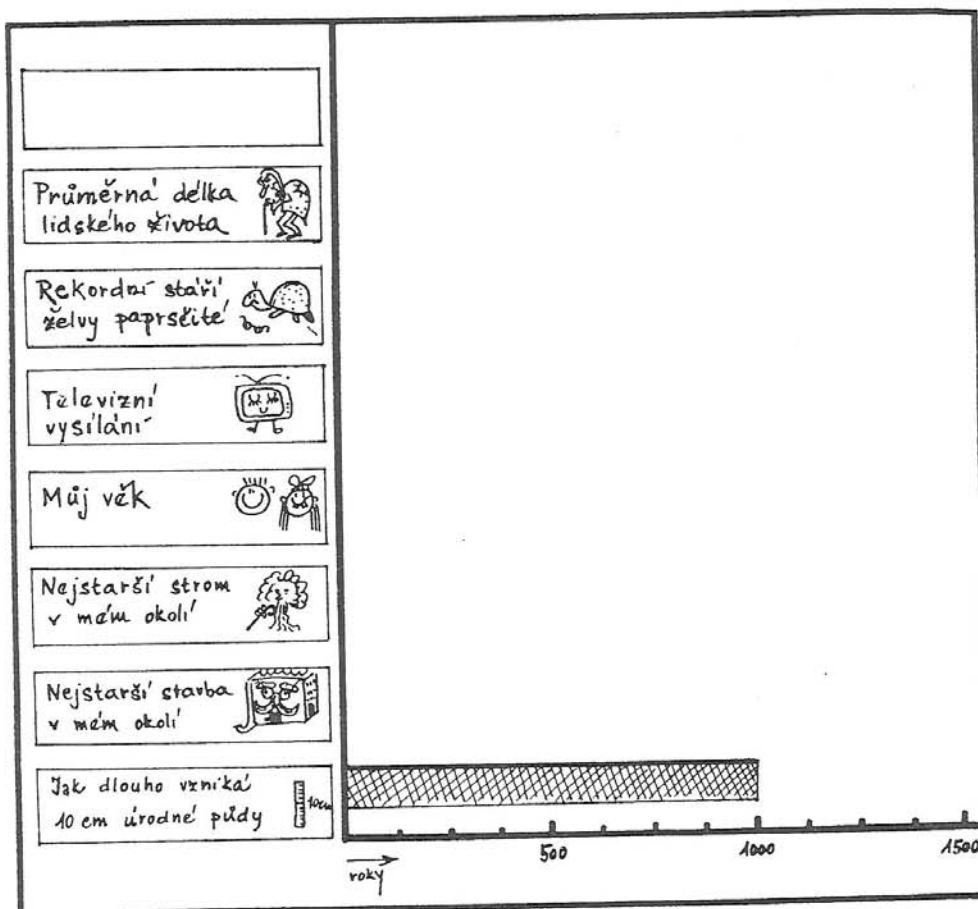 Průměrná délka
lidského života
Rekordní stáří
želvy paprsčité
Televizní
vysílání
Můj věk
Nejstarší strom
v mém okolí
Nejstarší stavba
v mém okolí
Jak dlouho vzniká
10 cm úrodné půdy
10cm
500
1000
1500
roky